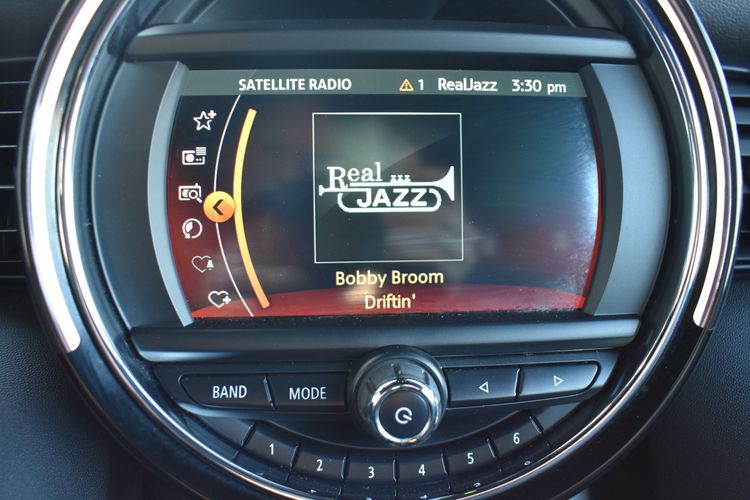 SATELLITE RADIO 1 RealJazz 3:30 pm
Real...
JAZZ
Bobby Broom
Driftin'
BAND MODE
1 2 3 4 5 6